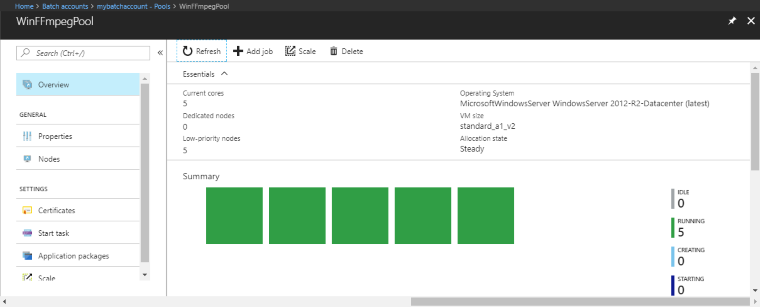 Home > Batch accounts > mybatchaccount - Pools > WinFFmpegPool
WinFFmpegPool
Search (Ctrl+/)
Refresh Add job Scale Delete
Overview
GENERAL
Properties
Nodes
SETTINGS
Certificates
Start task
Application packages
Scale
Essentials
Current cores
5
Dedicated nodes
0
Low-priority nodes
5
Operating System
MicrosoftWindowsServer WindowsServer 2012-R2-Datacenter (latest)
VM size
standard_a1_v2
Allocation state
Steady
Summary
IDLE
0
RUNNING
5
CREATING
0
STARTING
0